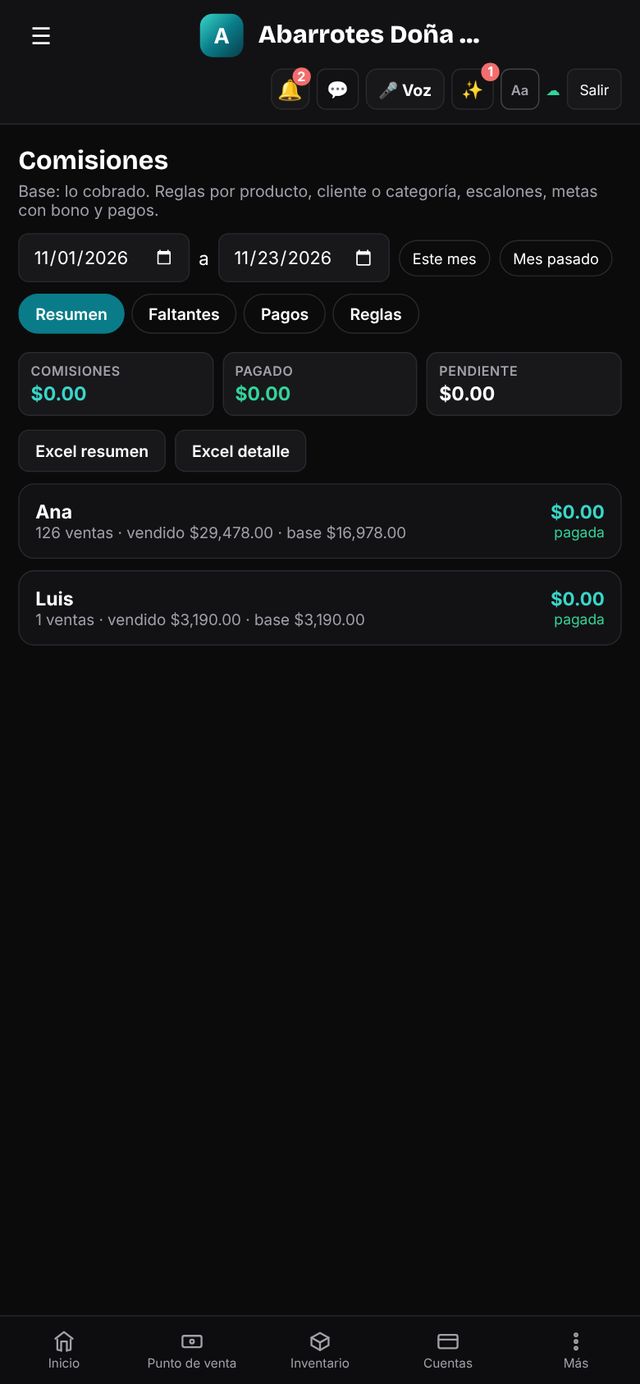 ☰
A
Abarrotes Doña ...
2
Voz
1
Aa
Salir
Comisiones
Base: lo cobrado. Reglas por producto, cliente o categoría, escalones, metas
con bono y pagos.
11/01/2026 a 11/23/2026 Este mes Mes pasado
Resumen Faltantes Pagos Reglas
COMISIONES PAGADO PENDIENTE
$0.00 $0.00 $0.00
Excel resumen Excel detalle
Ana $0.00
126 ventas · vendido $29,478.00 · base $16,978.00 pagada
Luis $0.00
1 ventas · vendido $3,190.00 · base $3,190.00 pagada
Inicio Punto de venta Inventario Cuentas Más